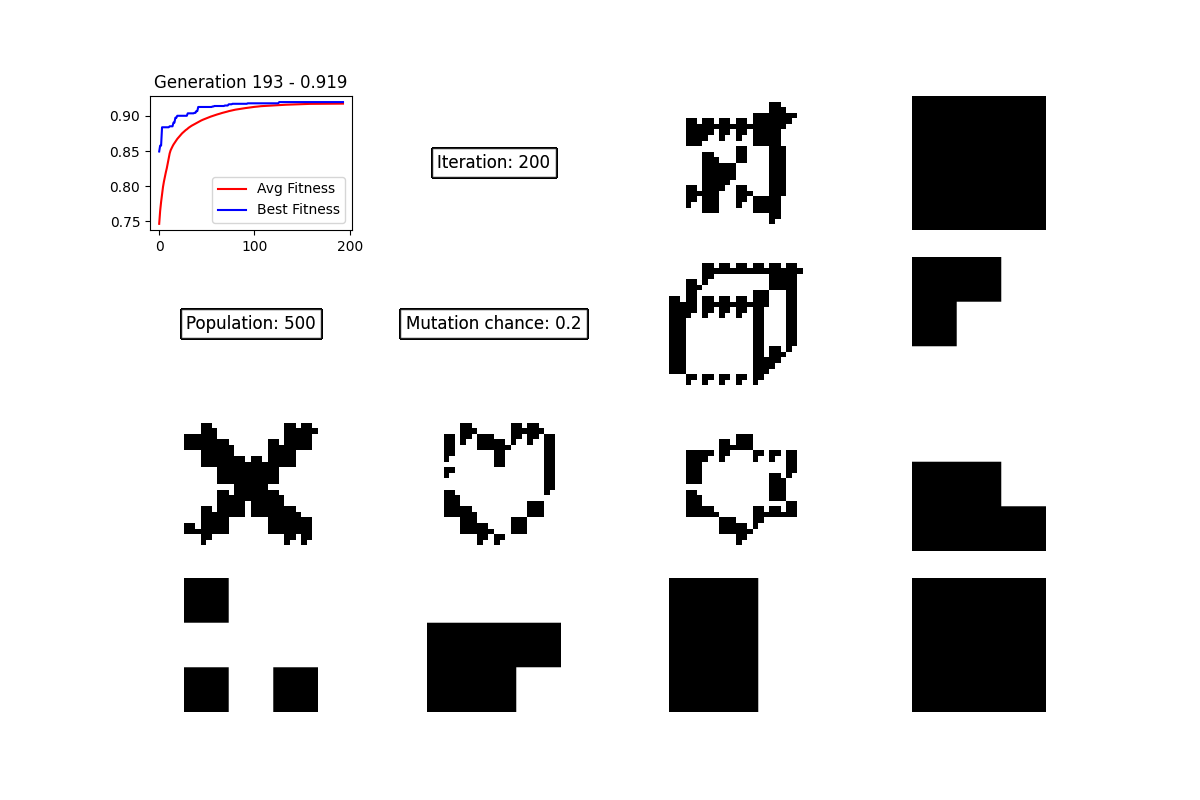 Generation 193 - 0.919
0.90
0.85
0.80
0.75
Avg Fitness
Best Fitness
0 100 200
Iteration: 200
Population: 500
Mutation chance: 0.2